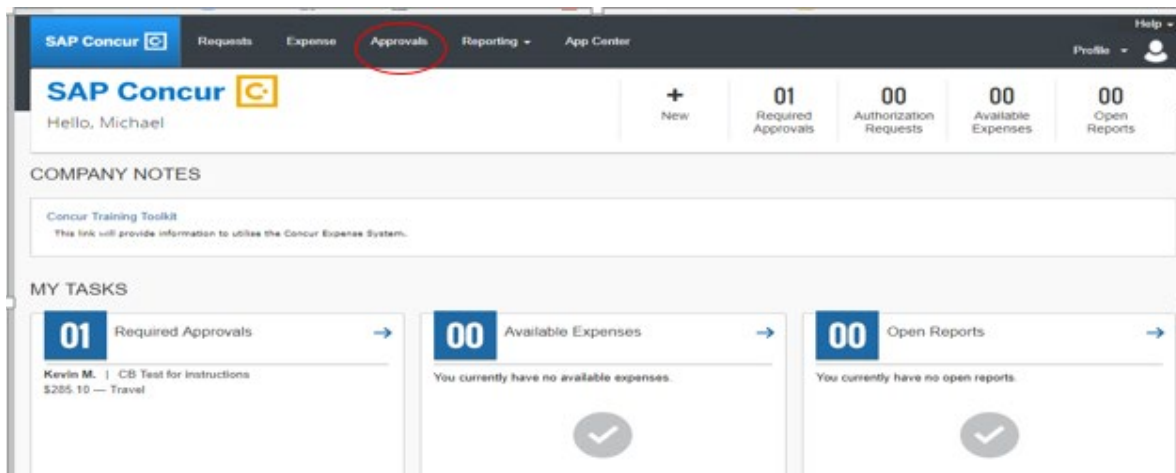 Help
SAP Concur C Requests Expense Approvals Reporting App Center
Profile
SAP Concur C
Hello, Michael
+
New
01
Required
Approvals
00
Authorization
Requests
00
Available
Expenses
00
Open
Reports
COMPANY NOTES
Concur Training Toolkit
This link will provide information to utilise the Concur Expense System.
MY TASKS
01 Required Approvals →
Kevin M. | CB Test for instructions
$285.10 — Travel
00 Available Expenses →
You currently have no available expenses.
00 Open Reports →
You currently have no open reports.